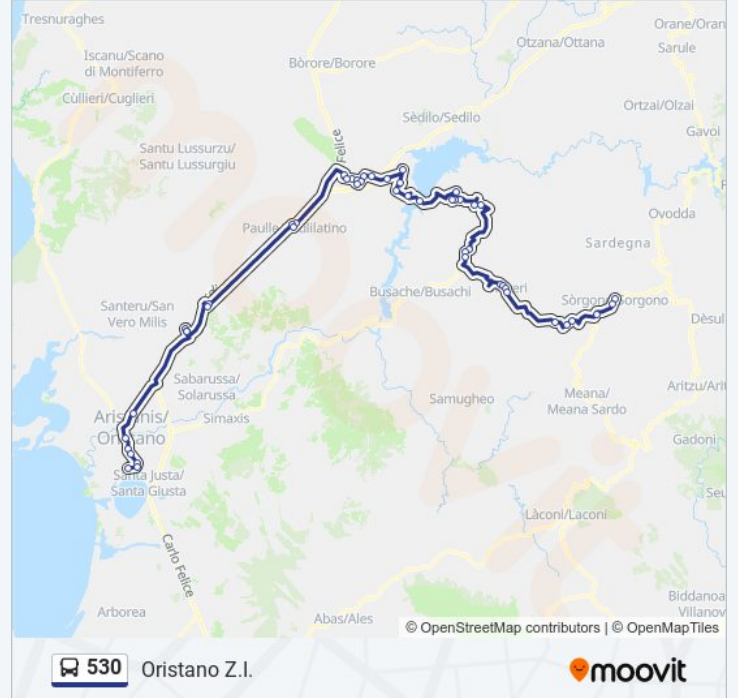 Tresnuraghes
Orane/Oran
Otzana/Ottana
Sarule
Iscanu/Scano
di Montiferro
Bòrore/Borore
Cùllieri/Cuglieri
Ortzai/Olzai
Sèdilo/Sedilo
Gavoi
Felice
Santu Lussurzu/
Santu Lussurgiu
Ovodda
Paulle
lilatino
Sardegna
Busache/Busachi
eri
Sòrgono/Sorgono
Santeru/San
Vero Milis
Dèsul
Sabarussa/
Solarussa
Meana/
Meana Sardo
Aritzu/Arit
Samugheo
Aristanis/
Oristano
Simaxis
Gadoni
Santa Justa/
Santa Giusta
Seu
Làconi/Laconi
Carlo Felice
Biddanoa
Villanov
Arborea
Abas/Ales
© OpenStreetMap contributors | © OpenMapTiles
530 Oristano Z.I.
moovit